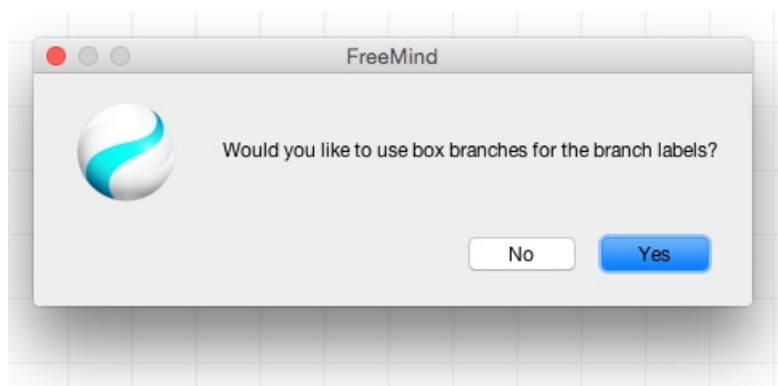 FreeMind
Would you like to use box branches for the branch labels?
No
Yes